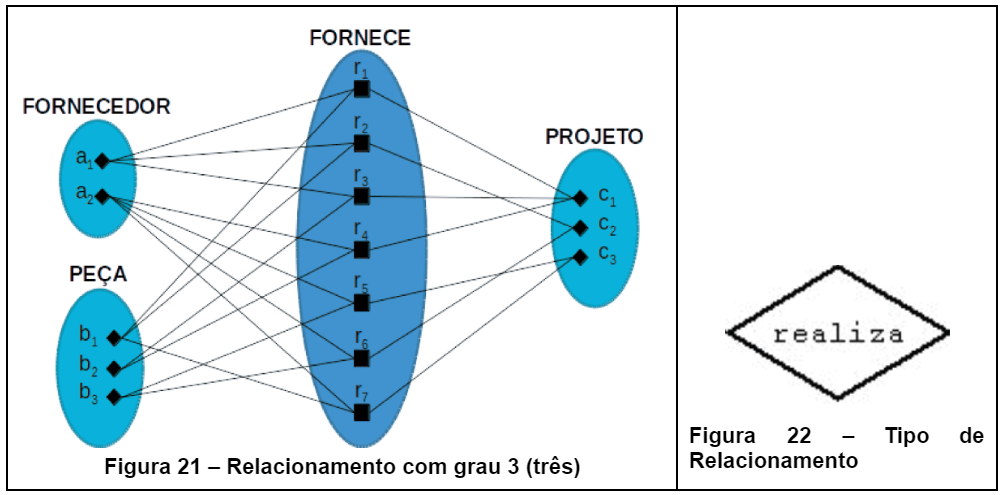 FORNECE
FORNECEDOR
a1
a2
PEÇA
b1
b2
b3
r1
r2
r3
r4
r5
r6
r7
PROJETO
c1
c2
c3
Figura 21 – Relacionamento com grau 3 (três)
realiza
Figura 22 – Tipo de
Relacionamento